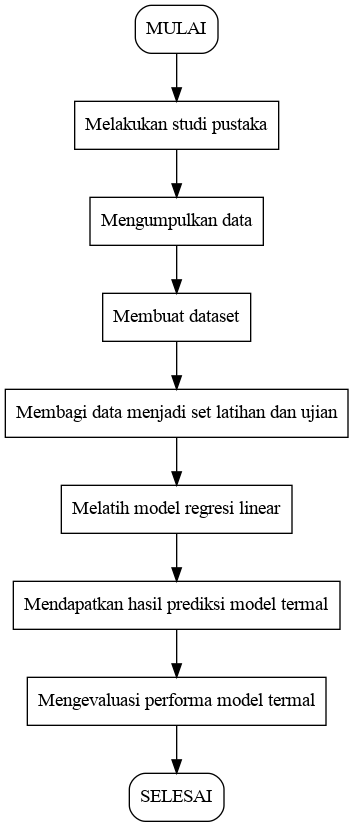 MULAI
Melakukan studi pustaka
Mengumpulkan data
Membuat dataset
Membagi data menjadi set latihan dan ujian
Melatih model regresi linear
Mendapatkan hasil prediksi model termal
Mengevaluasi performa model termal
SELESAI